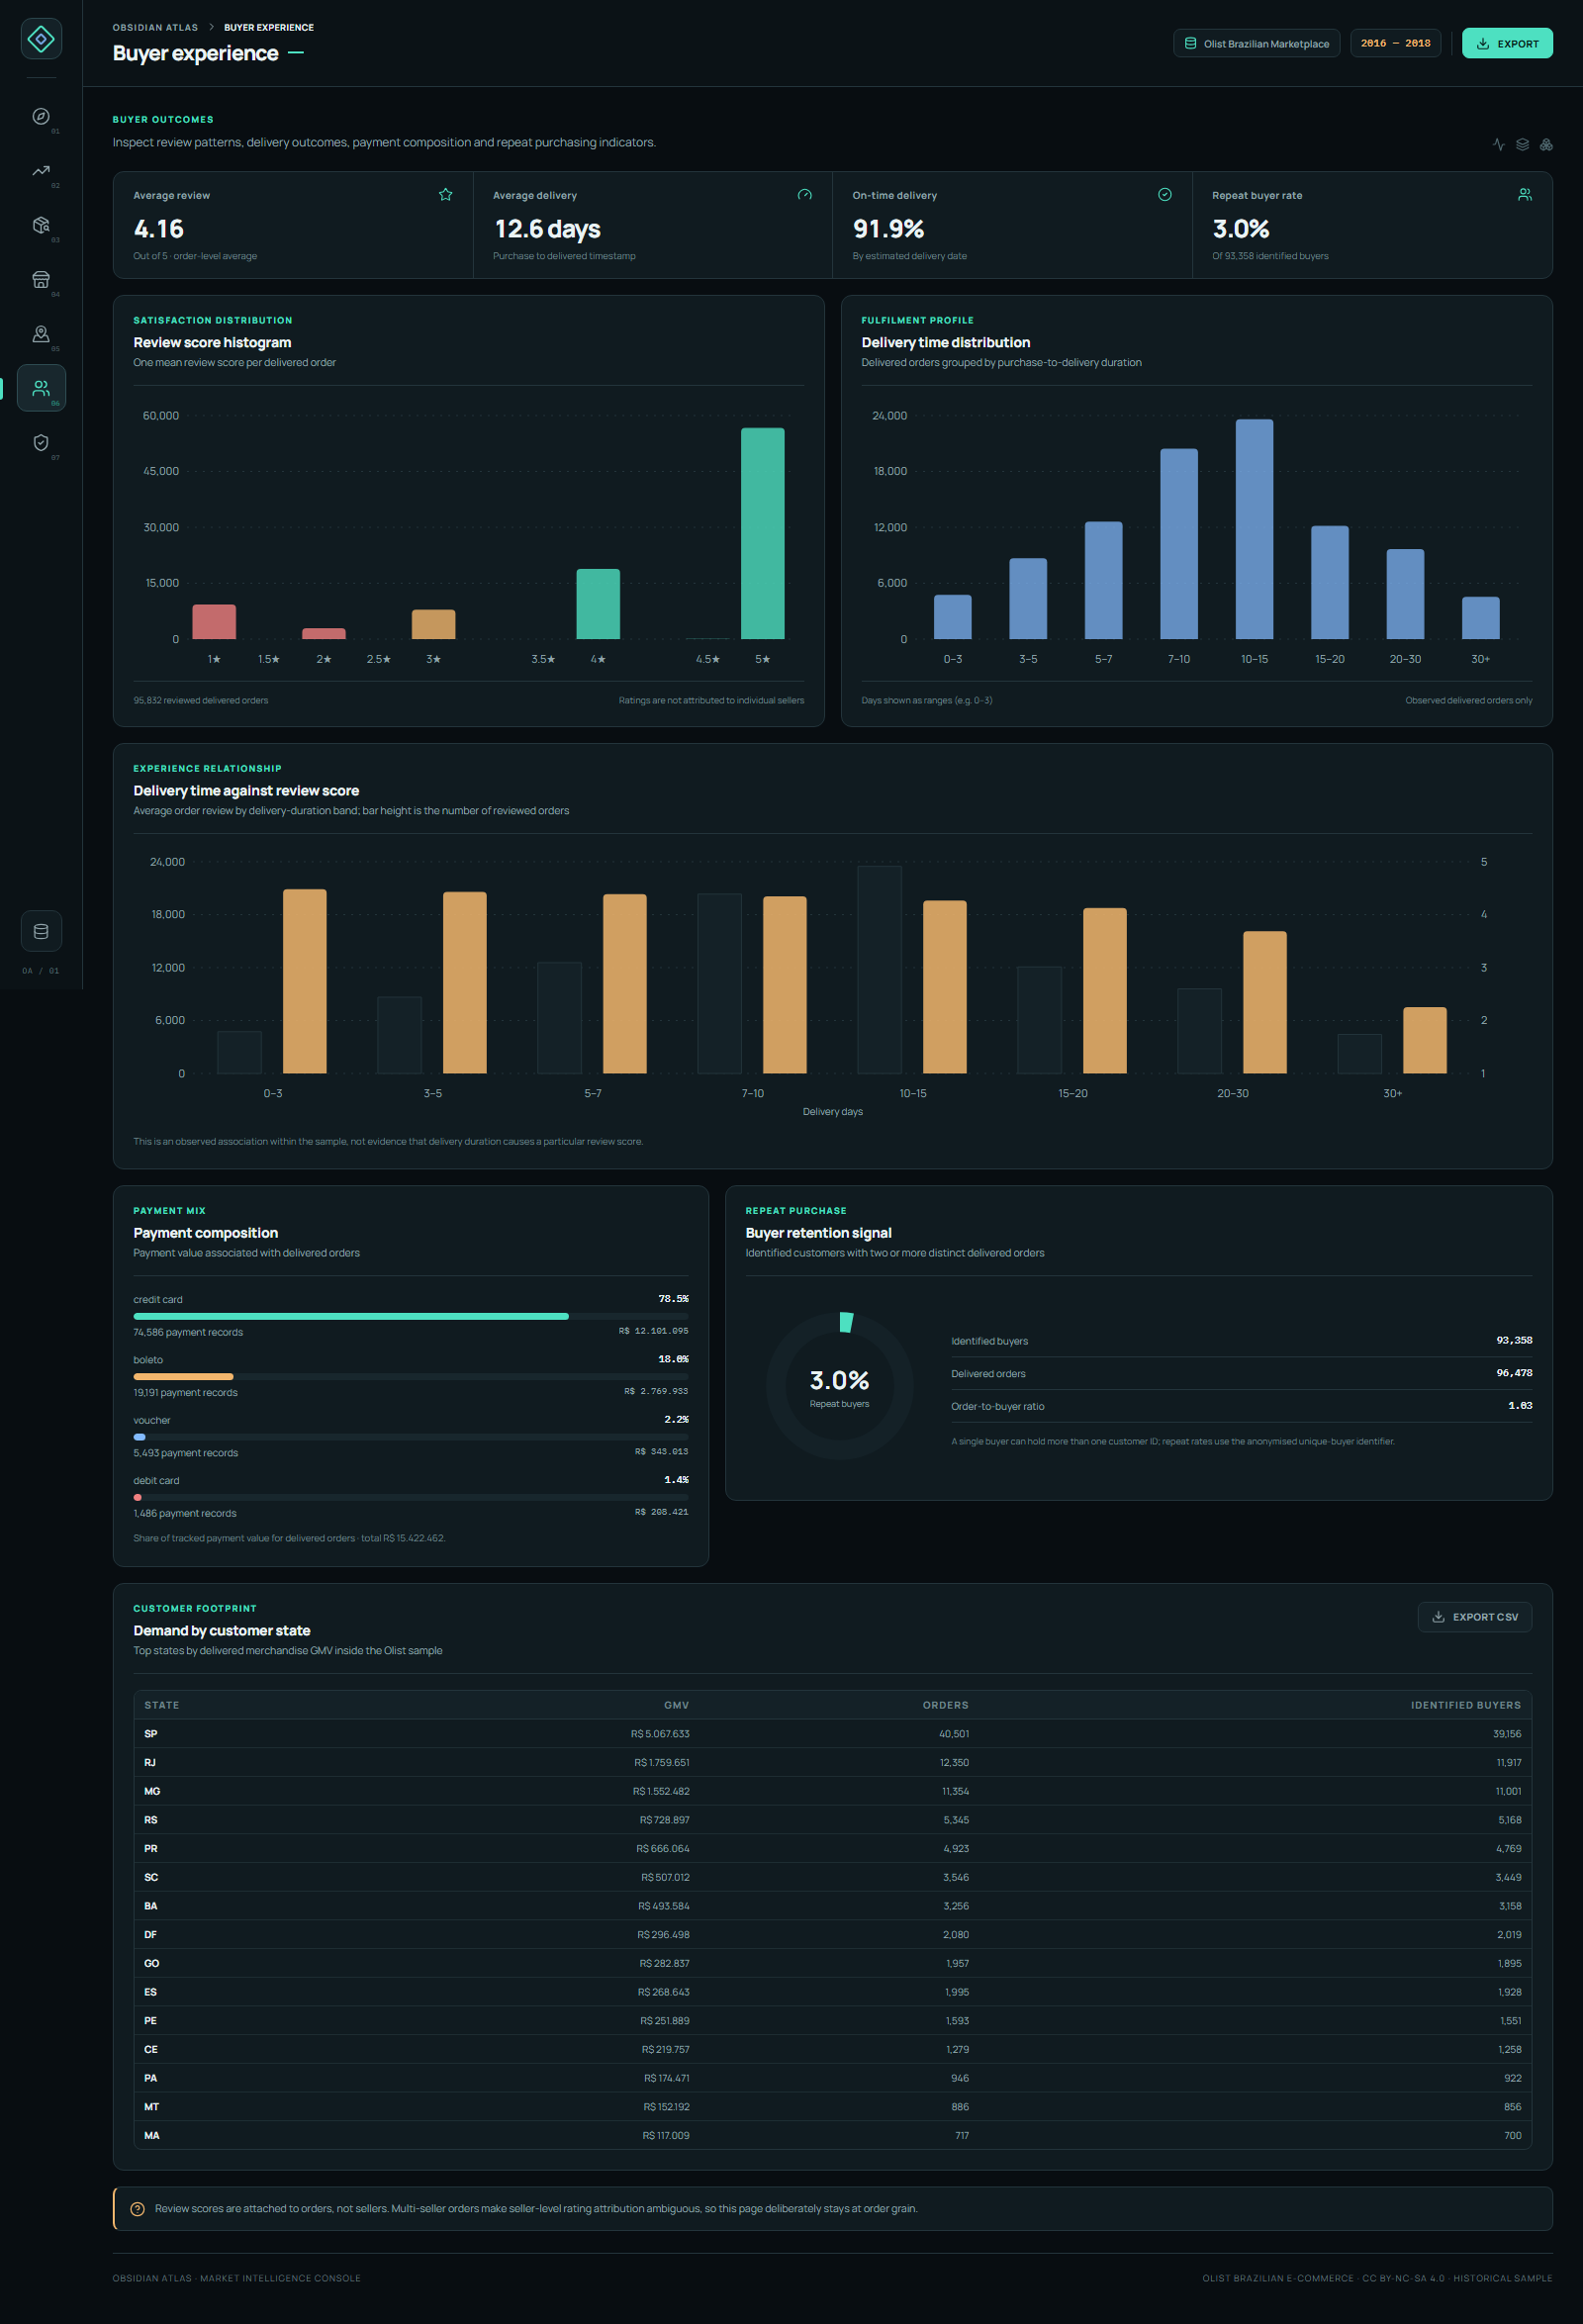 OBSIDIAN ATLAS > BUYER EXPERIENCE
Buyer experience
Olist Brazilian Marketplace
2016 — 2018
EXPORT
01
02
03
04
05
06
07
OA / 01
BUYER OUTCOMES
Inspect review patterns, delivery outcomes, payment composition and repeat purchasing indicators.
Average review
4.16
Out of 5 · order-level average
Average delivery
12.6 days
Purchase to delivered timestamp
On-time delivery
91.9%
By estimated delivery date
Repeat buyer rate
3.0%
Of 93,358 identified buyers
SATISFACTION DISTRIBUTION
Review score histogram
One mean review score per delivered order
60,000
45,000
30,000
15,000
0
1★ 1.5★ 2★ 2.5★ 3★ 3.5★ 4★ 4.5★ 5★
95,832 reviewed delivered orders
Ratings are not attributed to individual sellers
FULFILMENT PROFILE
Delivery time distribution
Delivered orders grouped by purchase-to-delivery duration
24,000
18,000
12,000
6,000
0
0–3 3–5 5–7 7–10 10–15 15–20 20–30 30+
Days shown as ranges (e.g. 0–3)
Observed delivered orders only
EXPERIENCE RELATIONSHIP
Delivery time against review score
Average order review by delivery-duration band; bar height is the number of reviewed orders
24,000 5
18,000 4
12,000 3
6,000 2
0 1
0–3 3–5 5–7 7–10 10–15 15–20 20–30 30+
Delivery days
This is an observed association within the sample, not evidence that delivery duration causes a particular review score.
PAYMENT MIX
Payment composition
Payment value associated with delivered orders
credit card 78.5%
74,586 payment records R$ 12.101.095
boleto 18.0%
19,191 payment records R$ 2.769.933
voucher 2.2%
5,493 payment records R$ 343.013
debit card 1.4%
1,486 payment records R$ 208.421
Share of tracked payment value for delivered orders · total R$ 15.422.462.
REPEAT PURCHASE
Buyer retention signal
Identified customers with two or more distinct delivered orders
3.0%
Repeat buyers
Identified buyers 93,358
Delivered orders 96,478
Order-to-buyer ratio 1.03
A single buyer can hold more than one customer ID; repeat rates use the anonymised unique-buyer identifier.
CUSTOMER FOOTPRINT
Demand by customer state
Top states by delivered merchandise GMV inside the Olist sample
EXPORT CSV
STATE GMV ORDERS IDENTIFIED BUYERS
SP R$ 5.067.633 40,501 39,156
RJ R$ 1.759.651 12,350 11,917
MG R$ 1.552.482 11,354 11,001
RS R$ 728.897 5,345 5,168
PR R$ 666.064 4,923 4,769
SC R$ 507.012 3,546 3,449
BA R$ 493.584 3,256 3,158
DF R$ 296.498 2,080 2,019
GO R$ 282.837 1,957 1,895
ES R$ 268.643 1,995 1,928
PE R$ 251.889 1,593 1,551
CE R$ 219.757 1,279 1,258
PA R$ 174.471 946 922
MT R$ 152.192 886 856
MA R$ 117.009 717 700
Review scores are attached to orders, not sellers. Multi-seller orders make seller-level rating attribution ambiguous, so this page deliberately stays at order grain.
OBSIDIAN ATLAS · MARKET INTELLIGENCE CONSOLE
OLIST BRAZILIAN E-COMMERCE · CC BY-NC-SA 4.0 · HISTORICAL SAMPLE